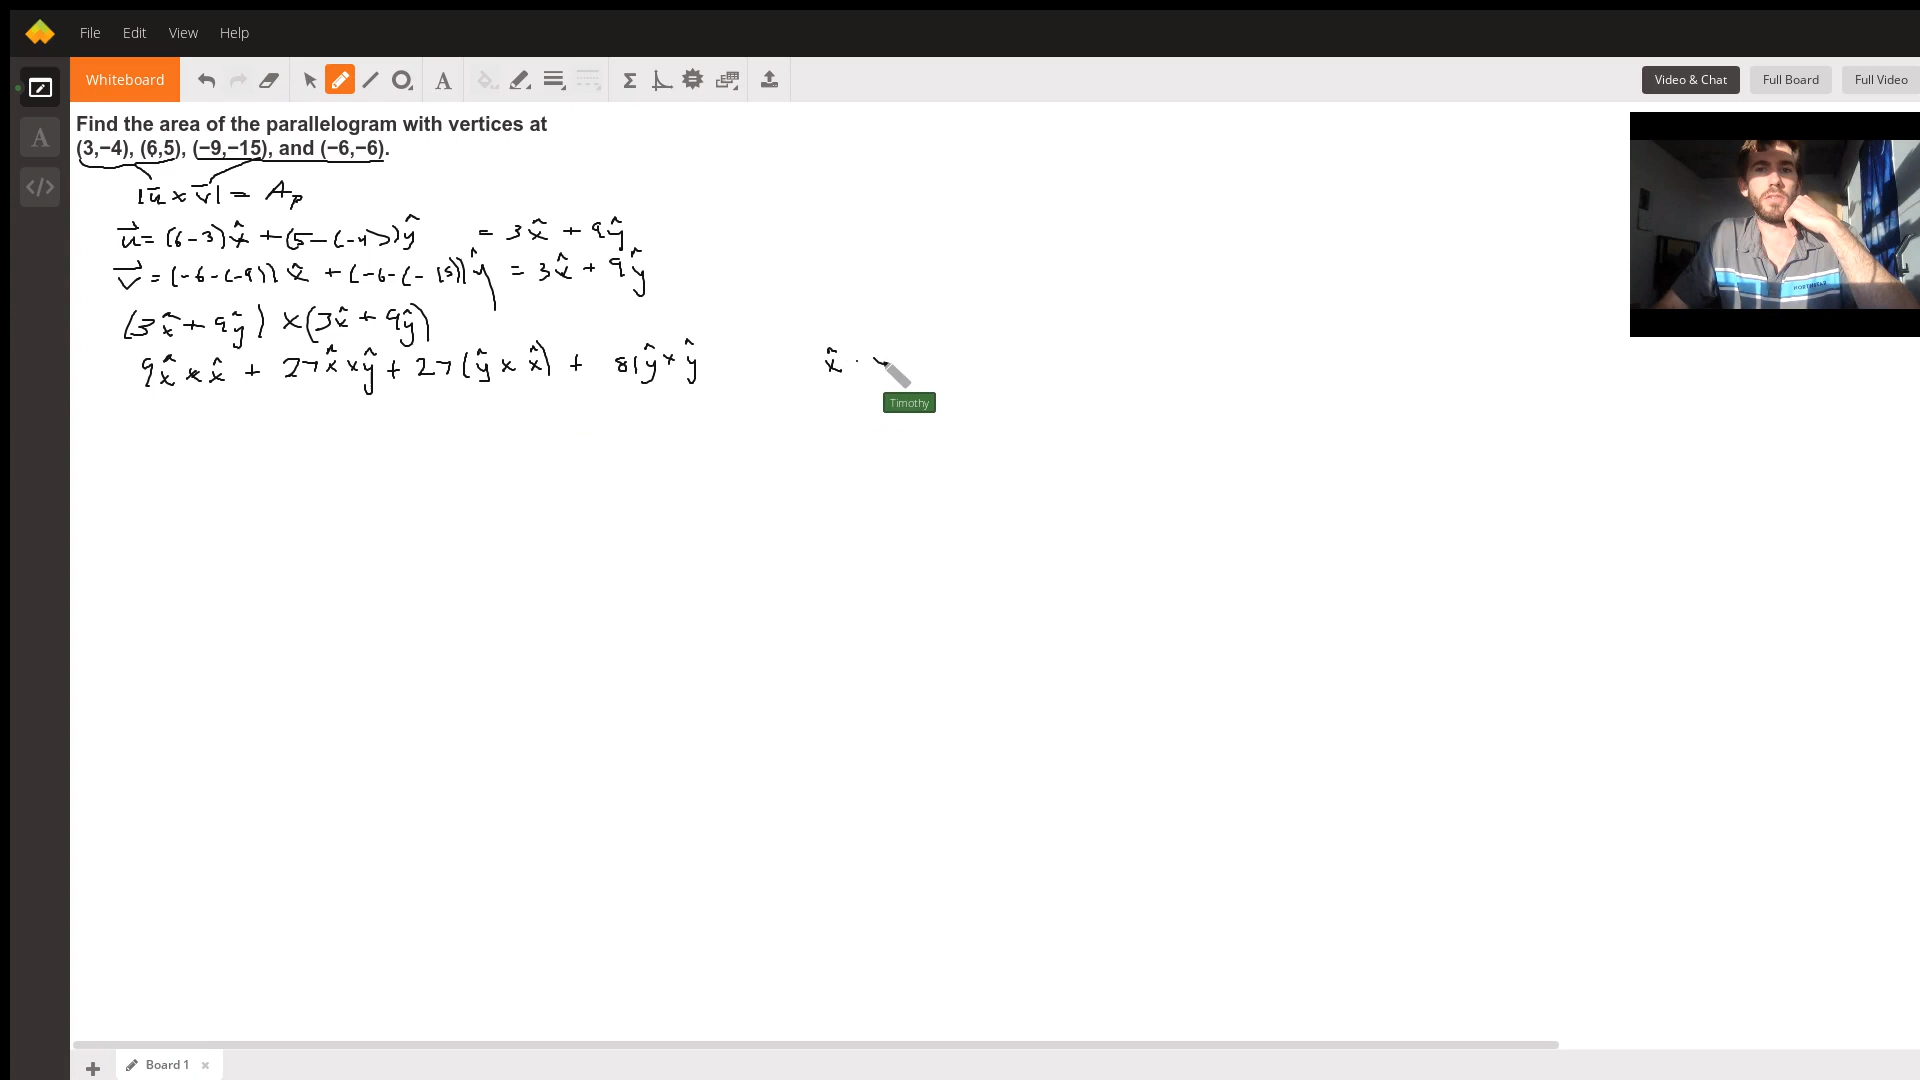 File Edit View Help
Whiteboard A Σ Video & Chat Full Board Full Video
A
</>
Find the area of the parallelogram with vertices at
(3,−4), (6,5), (−9,−15), and (−6,−6).
|u̅ × v̅| = Aₚ
u⃗ = (6-3)x̂ + (5-(-4))ŷ = 3x̂ + 9ŷ
v⃗ = (-6-(-9)) x̂ + (-6-(-15))ŷ = 3x̂ + 9ŷ
(3x̂ + 9ŷ) × (3x̂ + 9ŷ)
9x̂ × x̂ + 27x̂ × ŷ + 27(ŷ × x̂) + 81ŷ × ŷ x̂ ·
Timothy
Board 1